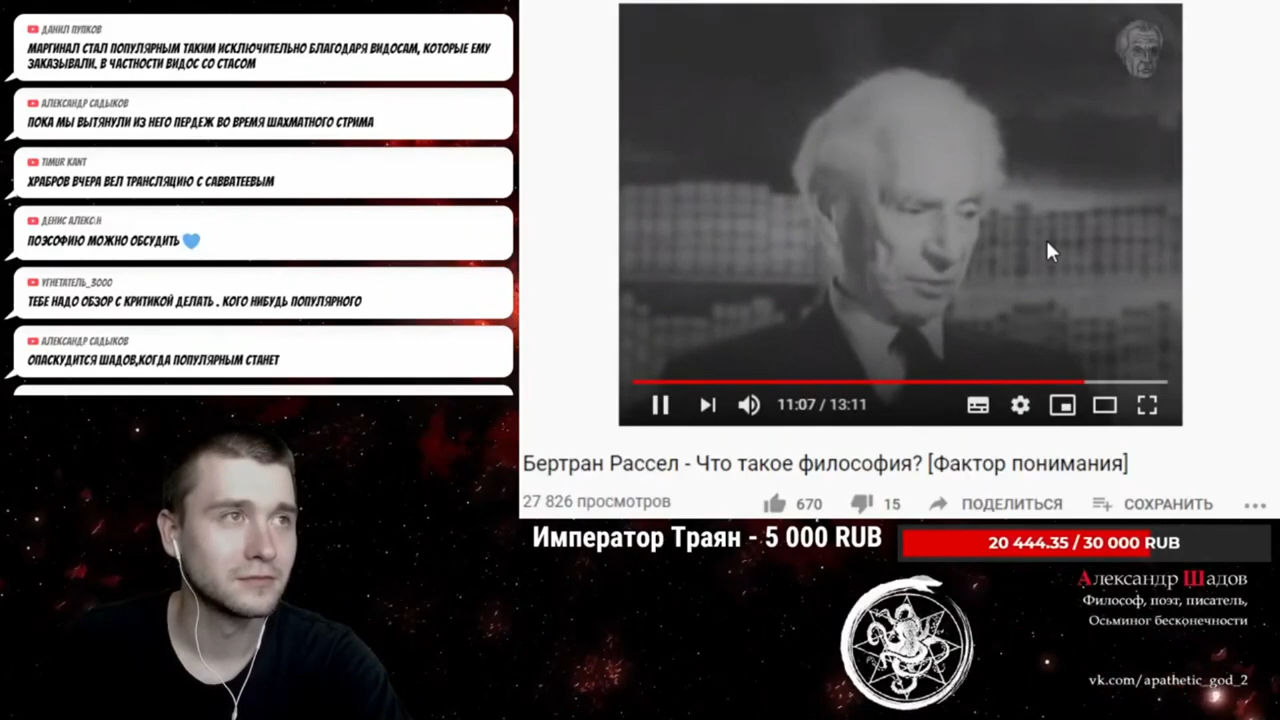 ДАНИЛ ПУПКОВ
МАРГИНАЛ СТАЛ ПОПУЛЯРНЫМ ТАКИМ ИСКЛЮЧИТЕЛЬНО БЛАГОДАРЯ ВИДОСАМ, КОТОРЫЕ ЕМУ
ЗАКАЗЫВАЛИ. В ЧАСТНОСТИ ВИДОС СО СТАСОМ
АЛЕКСАНДР САДЫКОВ
ПОКА МЫ ВЫТЯНУЛИ ИЗ НЕГО ПЕРДЕЖ ВО ВРЕМЯ ШАХМАТНОГО СТРИМА
TIMUR KANT
ХРАБРОВ ВЧЕРА ВЕЛ ТРАНСЛЯЦИЮ С САВВАТЕЕВЫМ
ДЕНИС АЛЕКСН
ПОЭСОФИЮ МОЖНО ОБСУДИТЬ 💙
УГНЕТАТЕЛЬ_3000
ТЕБЕ НАДО ОБЗОР С КРИТИКОЙ ДЕЛАТЬ . КОГО НИБУДЬ ПОПУЛЯРНОГО
АЛЕКСАНДР САДЫКОВ
ОПАСКУДИТСЯ ШАДОВ,КОГДА ПОПУЛЯРНЫМ СТАНЕТ
11:07 / 13:11
Бертран Рассел - Что такое философия? [Фактор понимания]
27 826 просмотров 670 15 ПОДЕЛИТЬСЯ СОХРАНИТЬ
Император Траян - 5 000 RUB
20 444.35 / 30 000 RUB
Александр Шадов
Философ, поэт, писатель,
Осьминог бесконечности
vk.com/apathetic_god_2